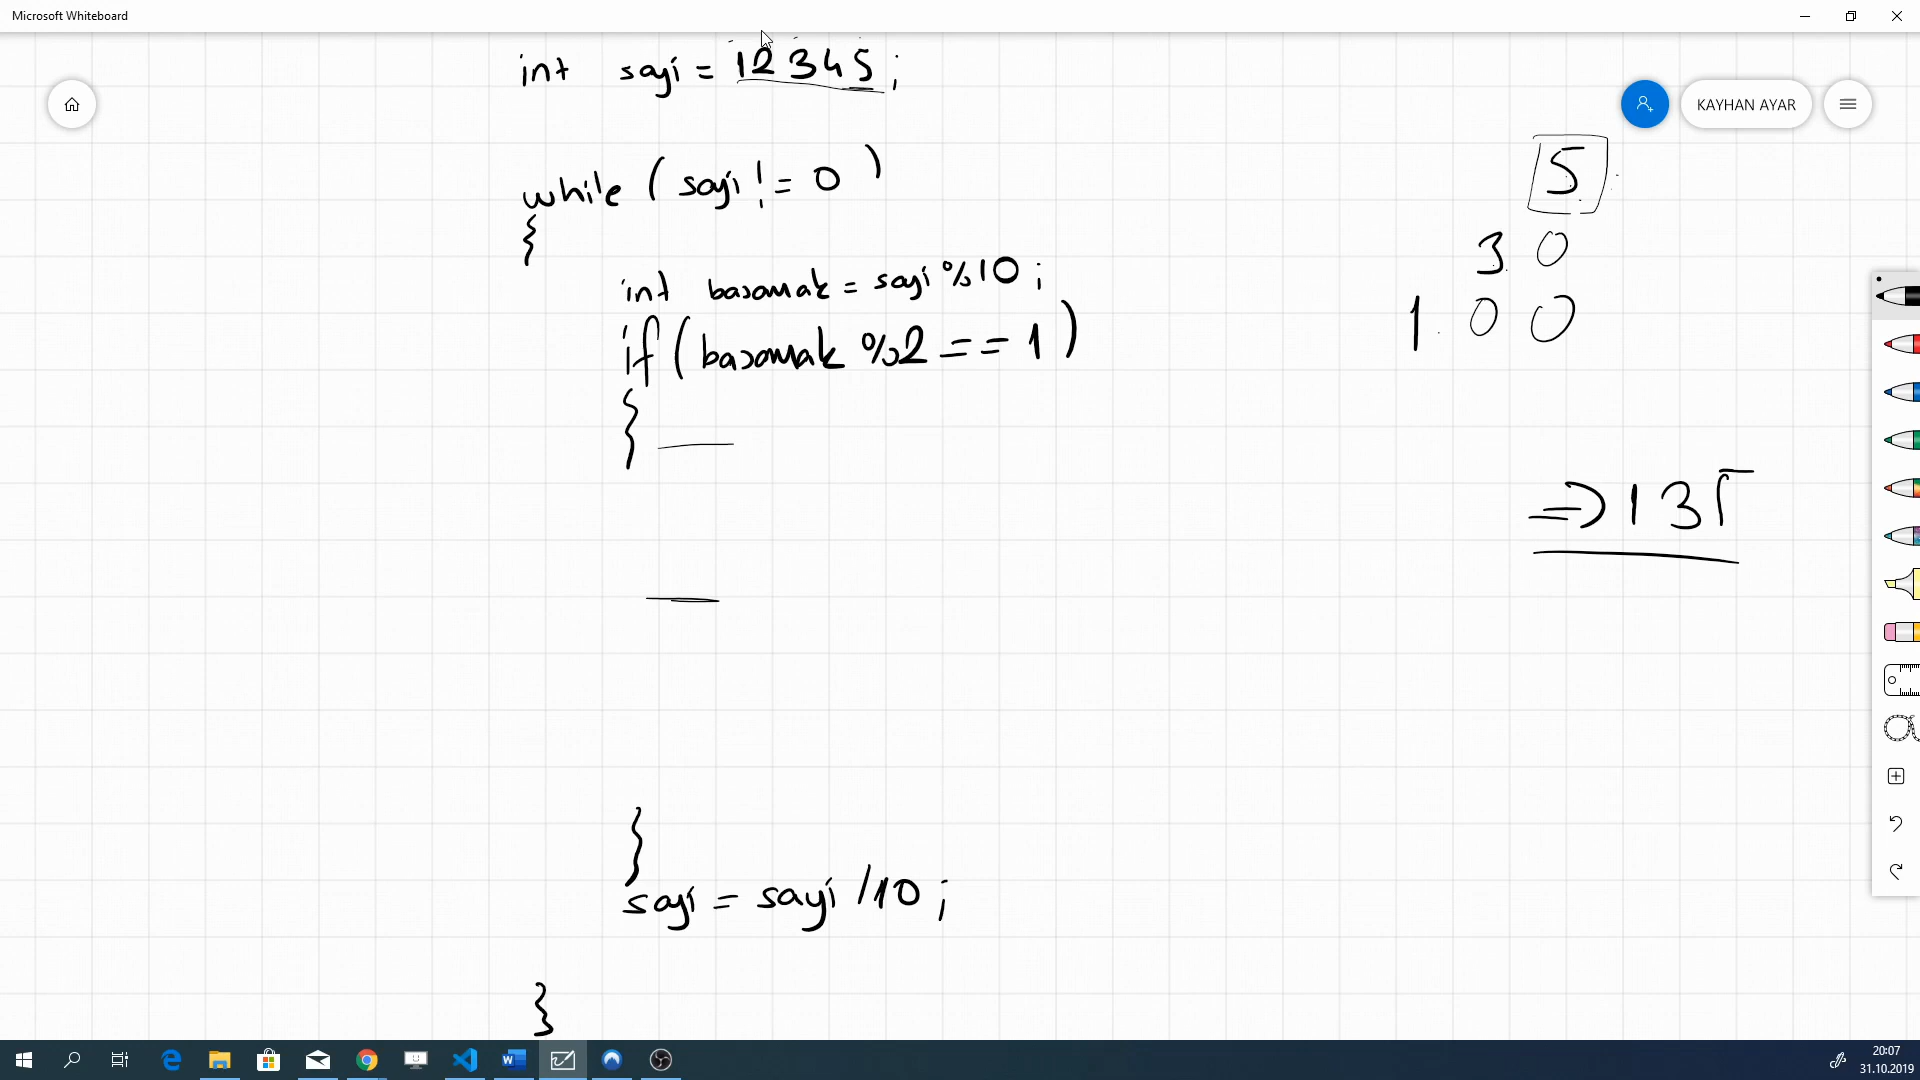 Microsoft Whiteboard
int sayi = 12345;
KAYHAN AYAR
while (sayi != 0)
{
int basamak = sayi %10;
if (basamak %2 == 1)
{
}
sayi = sayi /10;
}
5
3 0
1 0 0
=> 135
20:07
31.10.2019